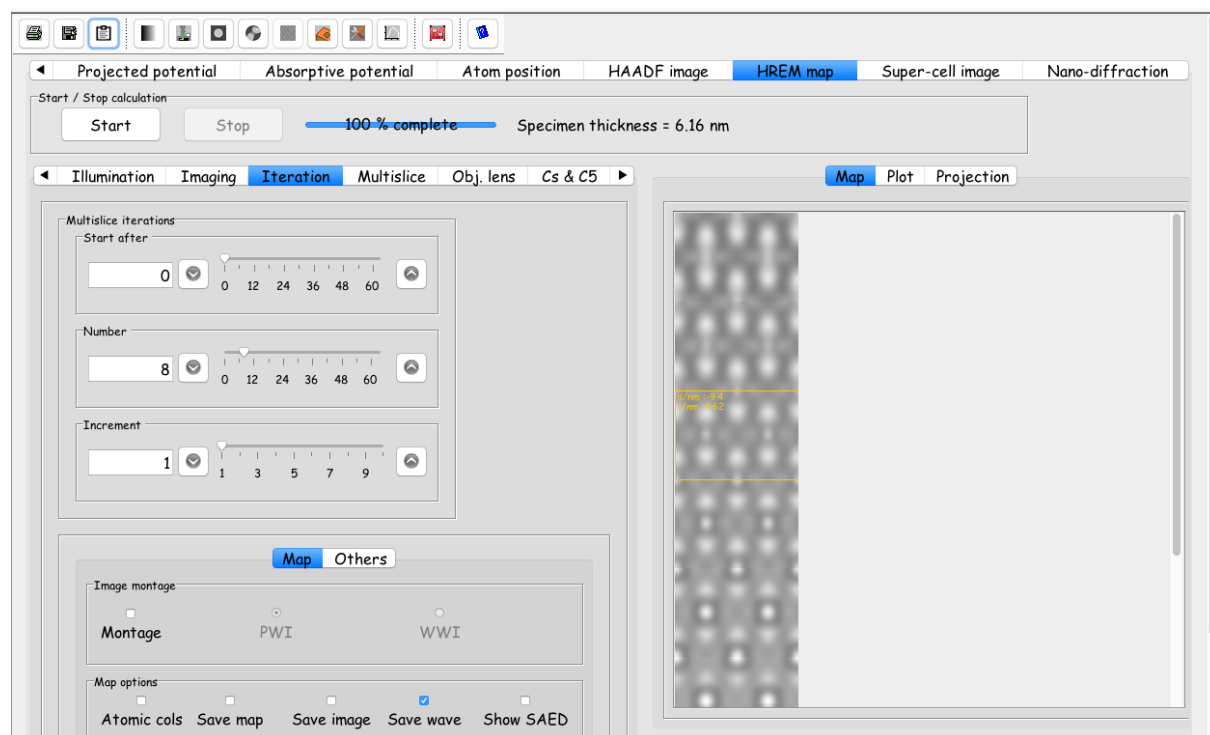 Projected potential Absorptive potential Atom position HAADF image HREM map Super-cell image Nano-diffraction
Start / Stop calculation
Start Stop 100 % complete Specimen thickness = 6.16 nm
Illumination Imaging Iteration Multislice Obj. lens Cs & C5
Map Plot Projection
Multislice iterations
Start after
0
0 12 24 36 48 60
Number
8
0 12 24 36 48 60
Increment
1
1 3 5 7 9
d/nm :-9.4
Map Others
Image montage
Montage PWI WWI
Map options
Atomic cols Save map Save image Save wave Show SAED